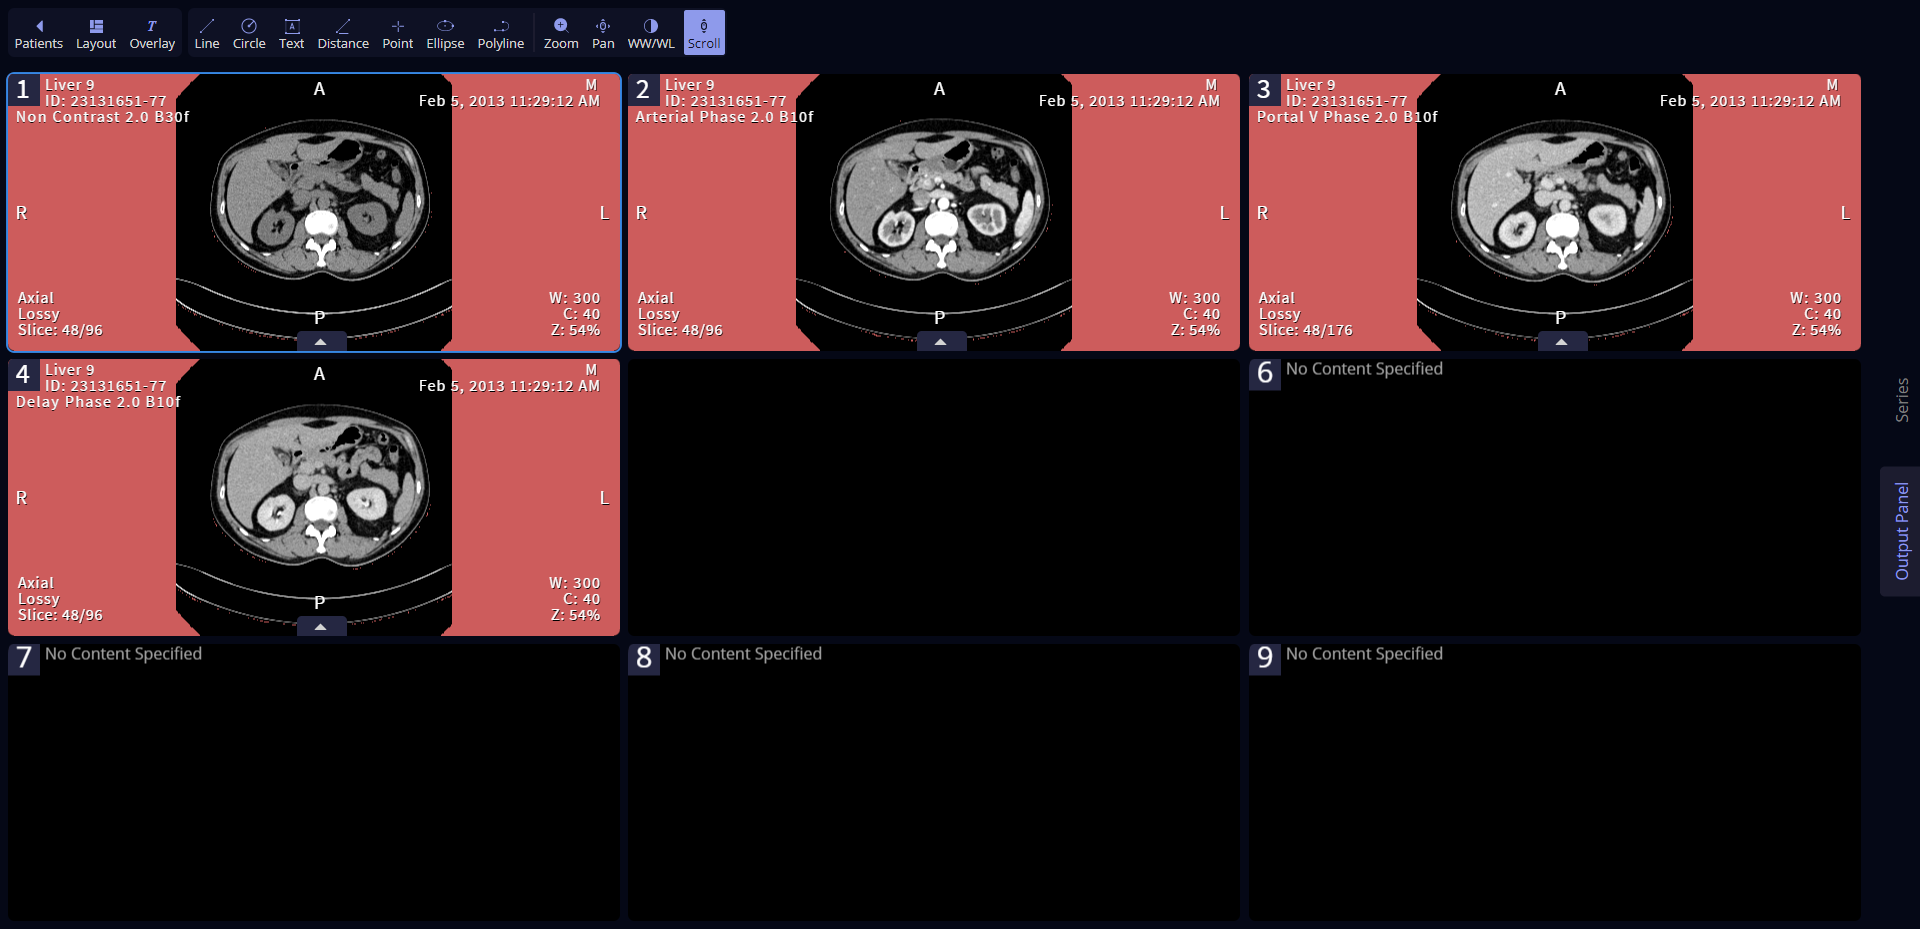 Patients Layout Overlay Line Circle Text Distance Point Ellipse Polyline Zoom Pan WW/WL Scroll
1
Liver 9
ID: 23131651-77
Non Contrast 2.0 B30f
A
M
Feb 5, 2013 11:29:12 AM
R
L
Axial
Lossy
Slice: 48/96
P
W: 300
C: 40
Z: 54%
2
Liver 9
ID: 23131651-77
Arterial Phase 2.0 B10f
A
M
Feb 5, 2013 11:29:12 AM
R
L
Axial
Lossy
Slice: 48/96
P
W: 300
C: 40
Z: 54%
3
Liver 9
ID: 23131651-77
Portal V Phase 2.0 B10f
A
M
Feb 5, 2013 11:29:12 AM
R
L
Axial
Lossy
Slice: 48/176
P
W: 300
C: 40
Z: 54%
4
Liver 9
ID: 23131651-77
Delay Phase 2.0 B10f
A
M
Feb 5, 2013 11:29:12 AM
R
L
Axial
Lossy
Slice: 48/96
P
W: 300
C: 40
Z: 54%
6 No Content Specified
7 No Content Specified
8 No Content Specified
9 No Content Specified
Series
Output Panel